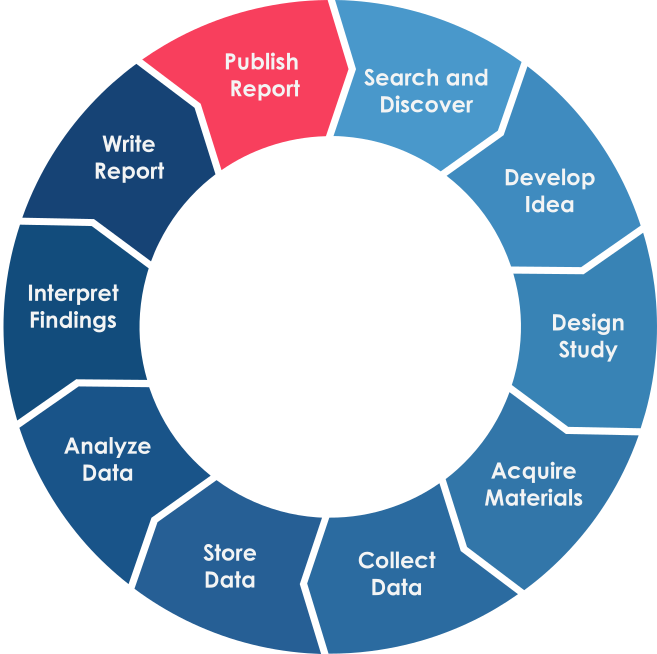 Publish
Report
Search and
Discover
Develop
Idea
Design
Study
Acquire
Materials
Collect
Data
Store
Data
Analyze
Data
Interpret
Findings
Write
Report